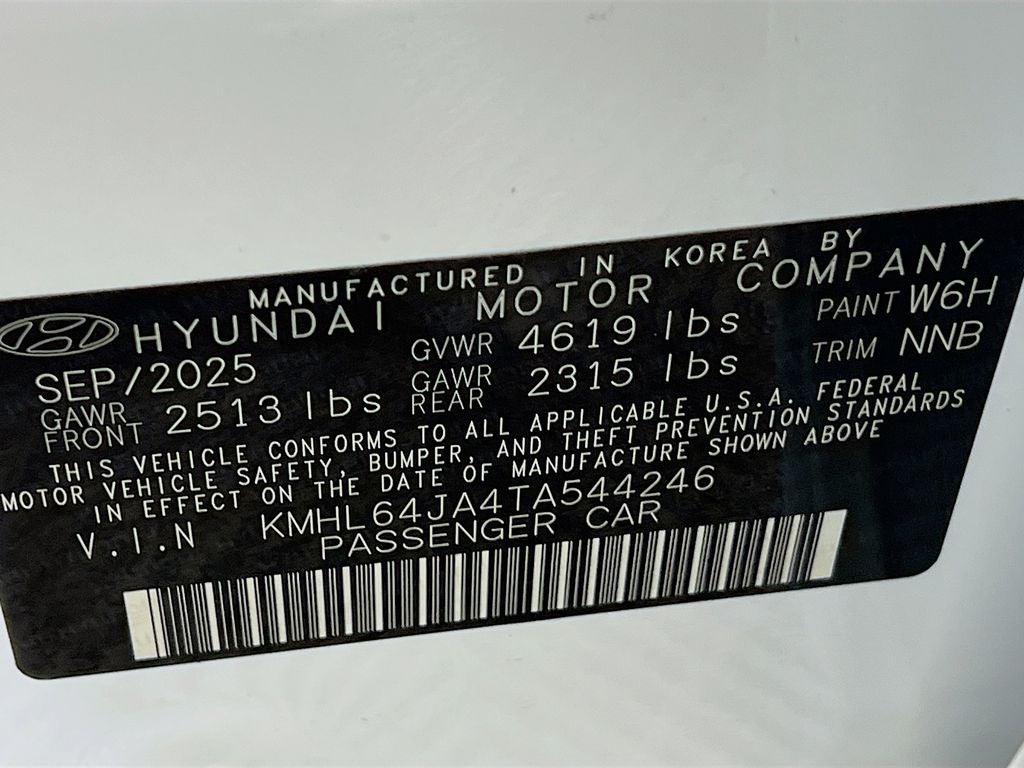 MANUFACTURED IN KOREA BY
HYUNDAI MOTOR COMPANY
SEP/2025 GVWR 4619 lbs PAINT W6H
GAWR FRONT 2513 lbs GAWR REAR 2315 lbs TRIM NNB
THIS VEHICLE CONFORMS TO ALL APPLICABLE U.S.A. FEDERAL
MOTOR VEHICLE SAFETY, BUMPER, AND THEFT PREVENTION STANDARDS
IN EFFECT ON THE DATE OF MANUFACTURE SHOWN ABOVE
V.I.N KMHL64JA4TA544246
PASSENGER CAR